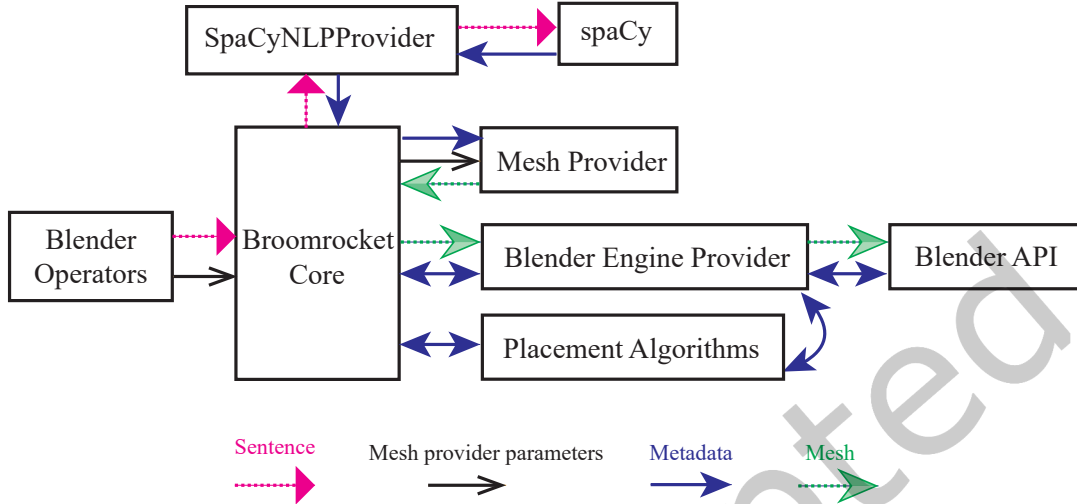 SpaCyNLPProvider
spaCy
Mesh Provider
Blender
Operators
Broomrocket
Core
Blender Engine Provider
Blender API
Placement Algorithms
Sentence
Mesh provider parameters
Metadata
Mesh